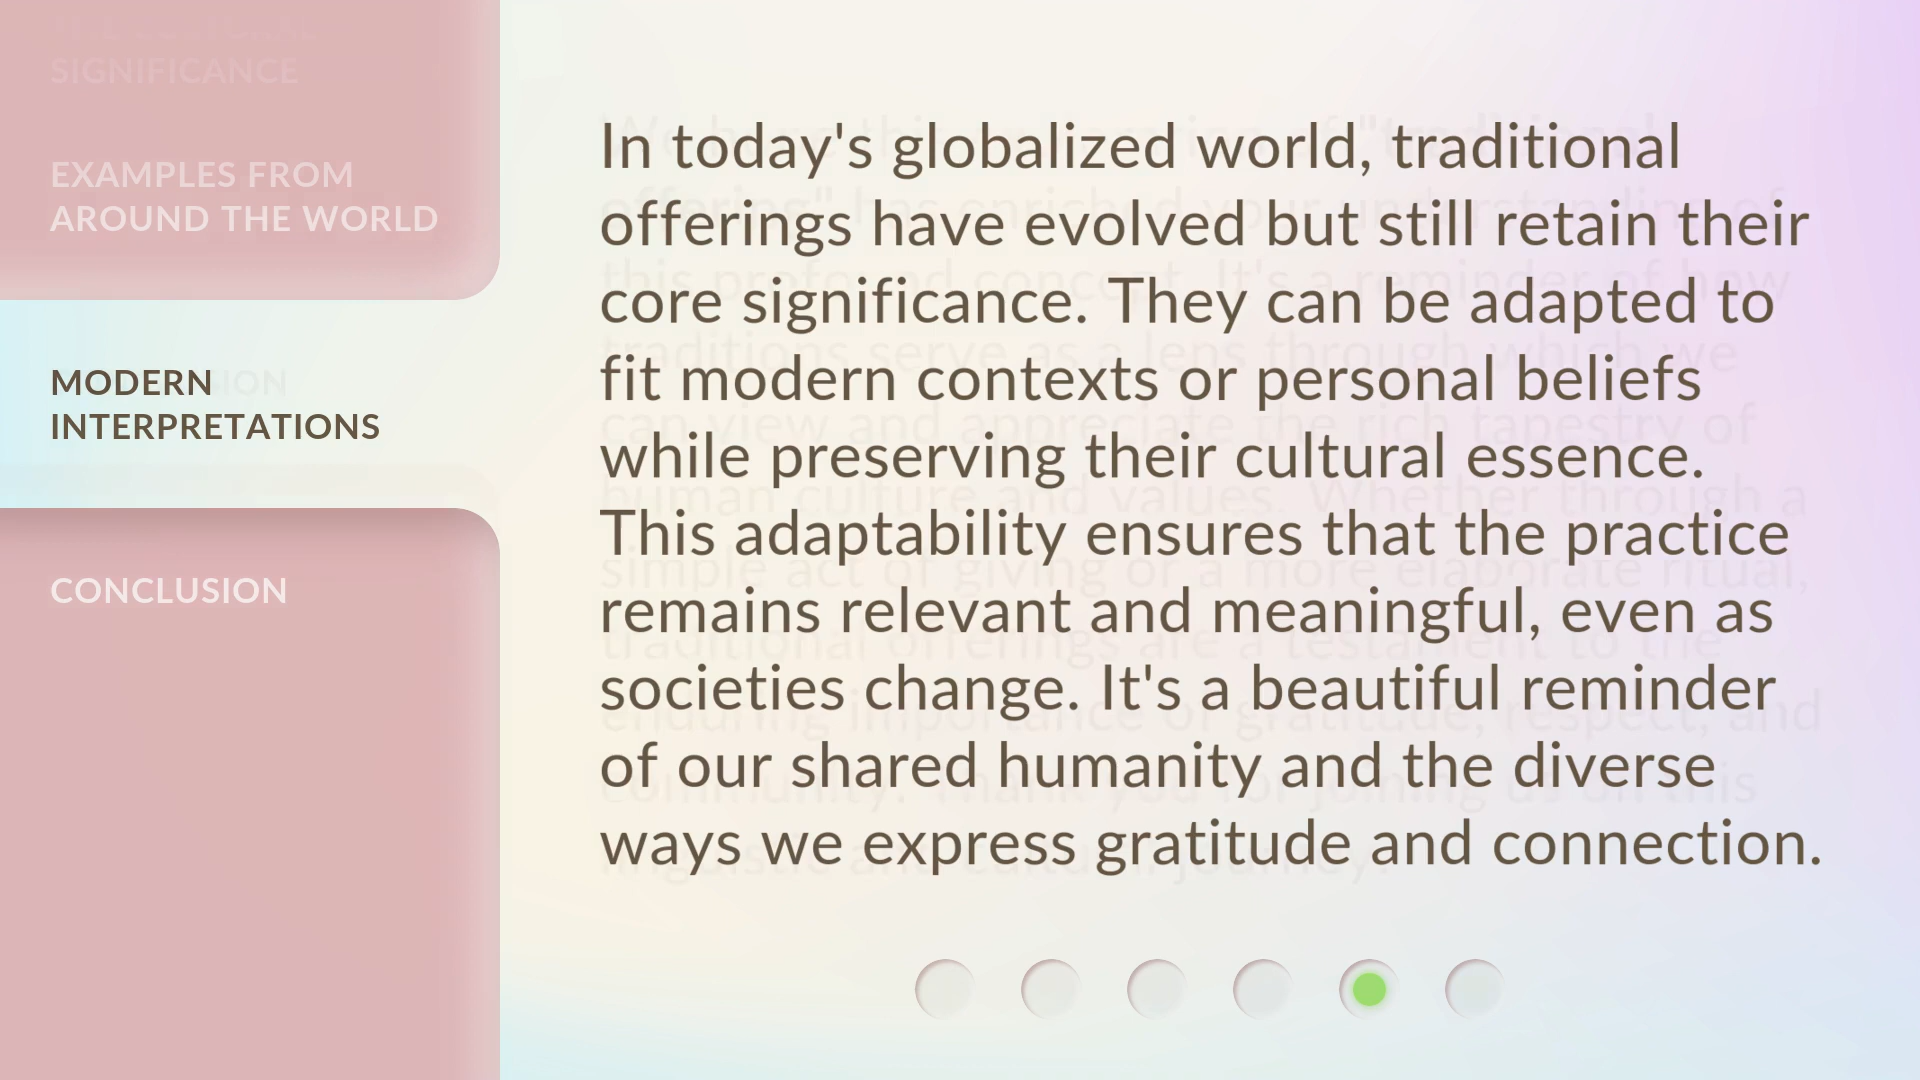 SIGNIFICANCE
EXAMPLES FROM
AROUND THE WORLD
MODERN
INTERPRETATIONS
CONCLUSION
In today's globalized world, traditional
offerings have evolved but still retain their
core significance. They can be adapted to
fit modern contexts or personal beliefs
while preserving their cultural essence.
This adaptability ensures that the practice
remains relevant and meaningful, even as
societies change. It's a beautiful reminder
of our shared humanity and the diverse
ways we express gratitude and connection.